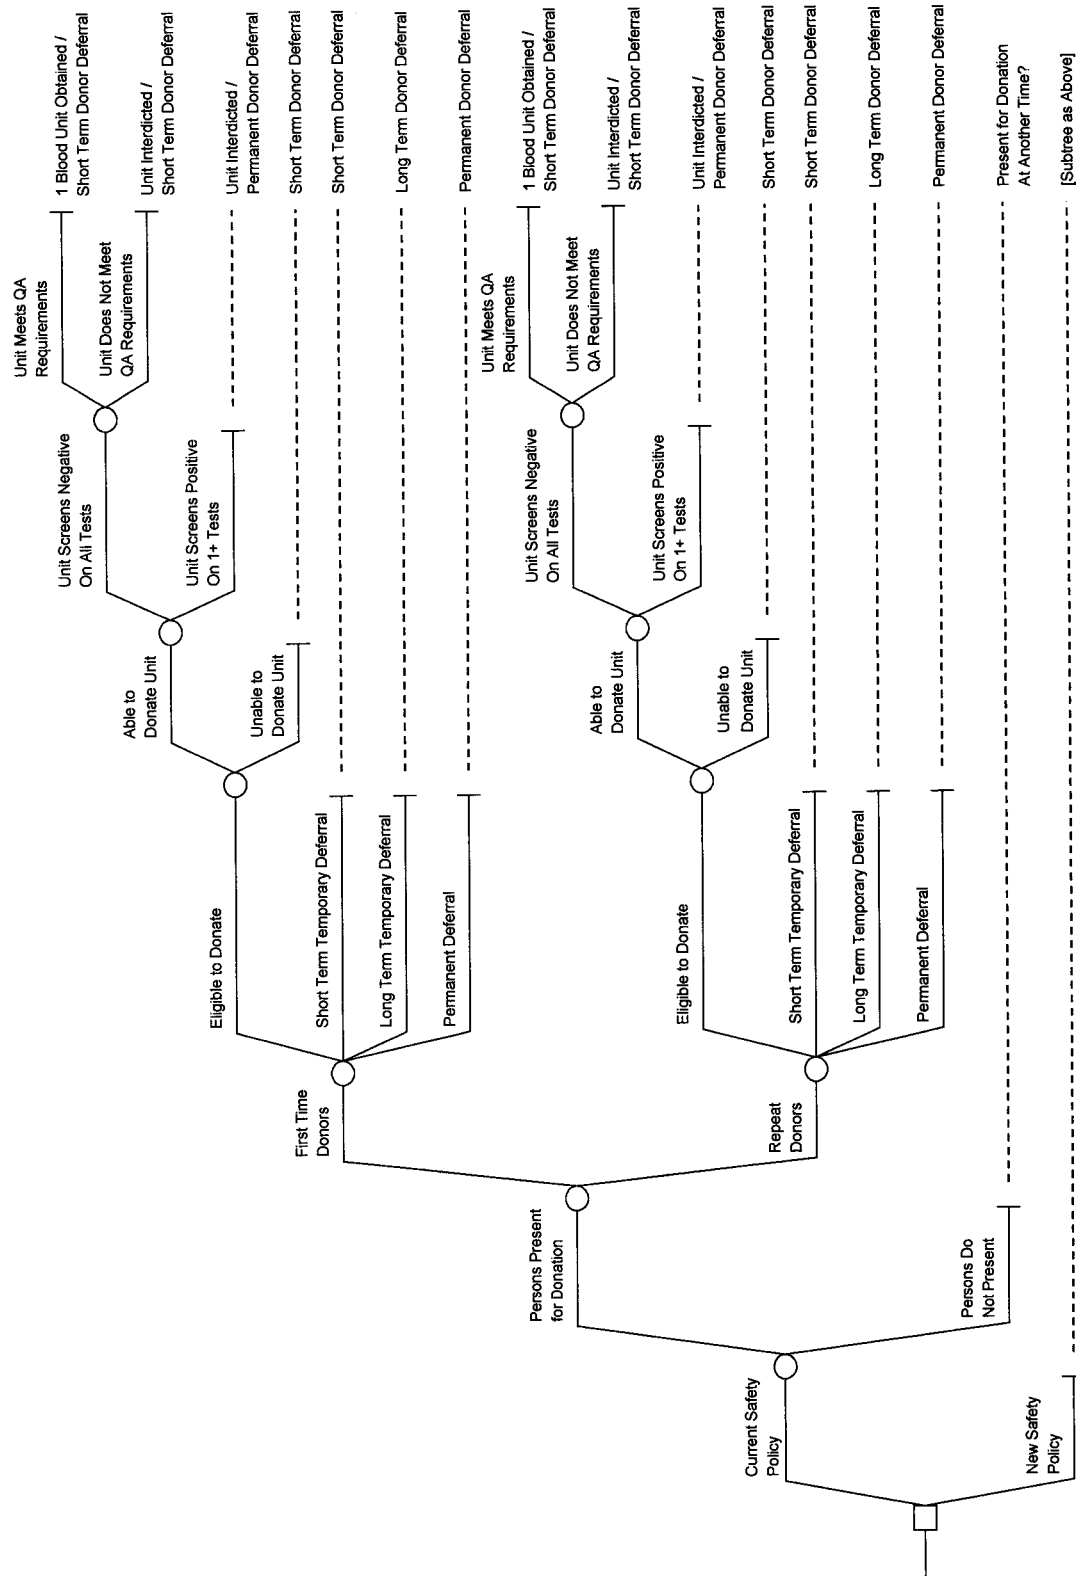 Unit Meets QA
Requirements
1 Blood Unit Obtained /
Short Term Donor Deferral
Unit Screens Negative
On All Tests
Unit Does Not Meet
QA Requirements
Unit Interdicted /
Short Term Donor Deferral
Able to
Donate Unit
Unit Screens Positive
On 1+ Tests
Unit Interdicted /
Permanent Donor Deferral
Eligible to Donate
Unable to
Donate Unit
Short Term Donor Deferral
First Time
Donors
Short Term Temporary Deferral
Short Term Donor Deferral
Long Term Temporary Deferral
Long Term Donor Deferral
Permanent Deferral
Permanent Donor Deferral
Unit Meets QA
Requirements
1 Blood Unit Obtained /
Short Term Donor Deferral
Persons Present
for Donation
Unit Screens Negative
On All Tests
Unit Does Not Meet
QA Requirements
Unit Interdicted /
Short Term Donor Deferral
Able to
Donate Unit
Unit Screens Positive
On 1+ Tests
Unit Interdicted /
Permanent Donor Deferral
Eligible to Donate
Unable to
Donate Unit
Short Term Donor Deferral
Current Safety
Policy
Repeat
Donors
Short Term Temporary Deferral
Short Term Donor Deferral
Long Term Temporary Deferral
Long Term Donor Deferral
Permanent Deferral
Permanent Donor Deferral
Persons Do
Not Present
Present for Donation
At Another Time?
New Safety
Policy
[Subtree as Above]